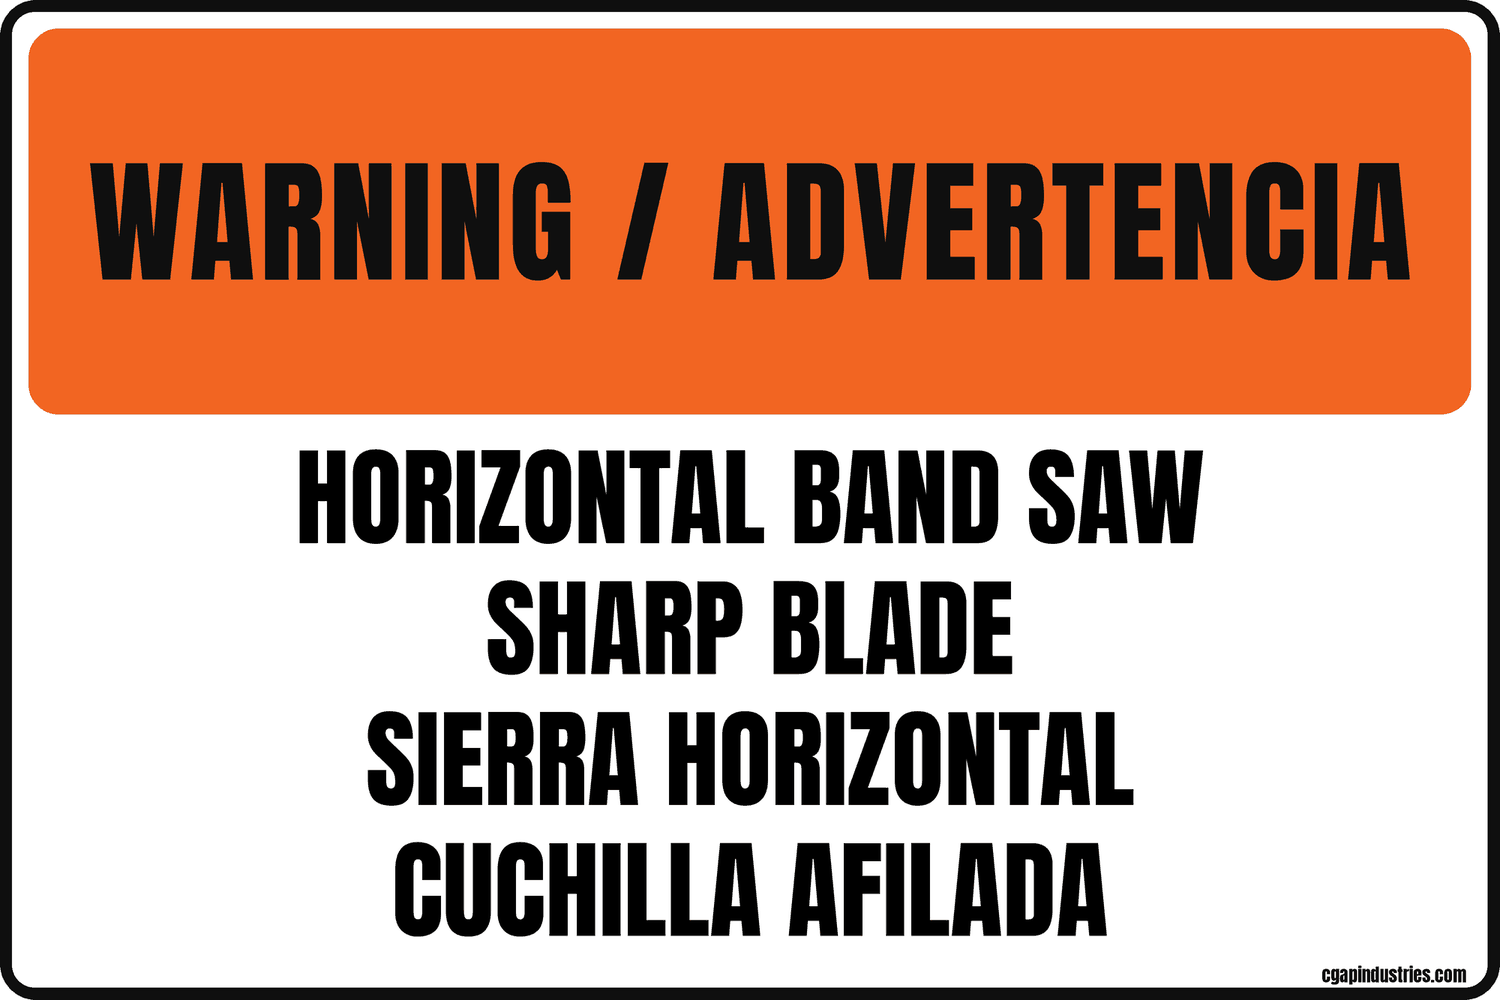 WARNING / ADVERTENCIA
HORIZONTAL BAND SAW
SHARP BLADE
SIERRA HORIZONTAL
CUCHILLA AFILADA
cgapindustries.com